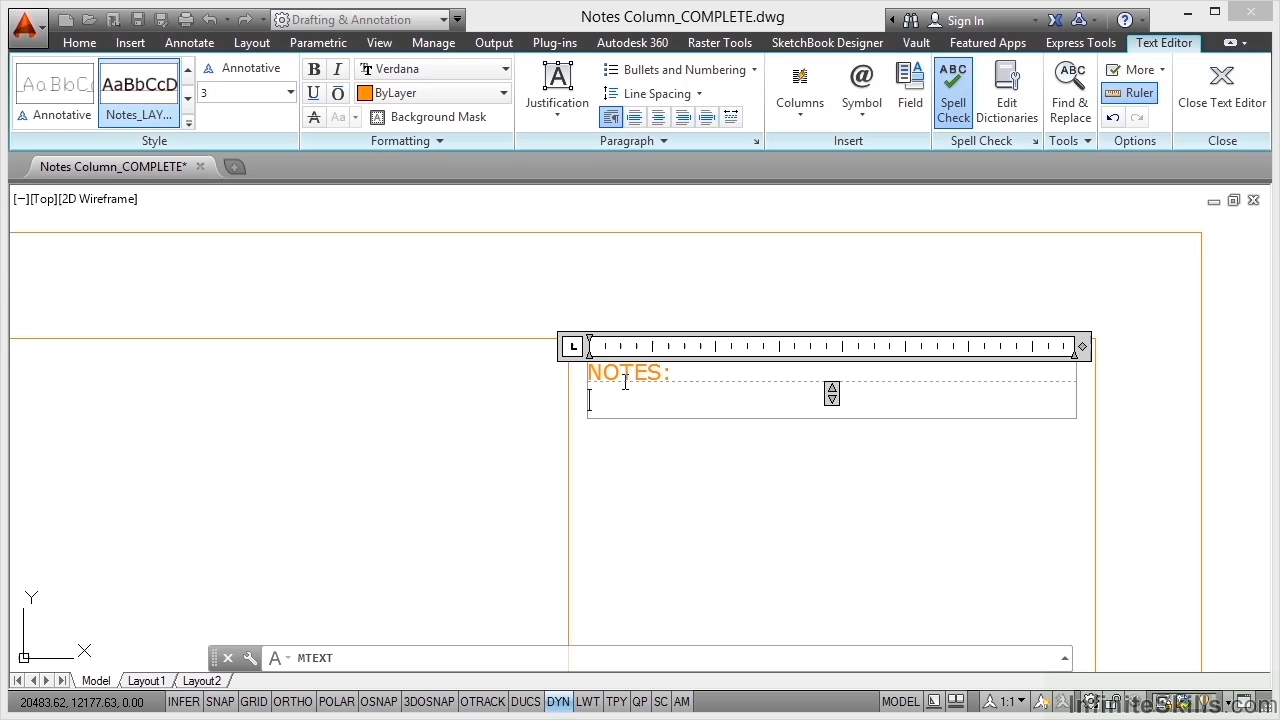 Drafting & Annotation
Notes Column_COMPLETE.dwg
Sign In
Home Insert Annotate Layout Parametric View Manage Output Plug-ins Autodesk 360 Raster Tools SketchBook Designer Vault Featured Apps Express Tools Text Editor
Aa BbC AaBbCcD
Annotative Notes_LAY...
Annotative
3
Style
B I Verdana
U O ByLayer
A Aa Background Mask
Formatting
Justification
Bullets and Numbering
Line Spacing
Paragraph
Columns Symbol Field
@
Insert
ABC
Spell Check
Edit Dictionaries
Spell Check
ABC
Find & Replace
Tools
More
Ruler
Options
Close Text Editor
Close
Notes Column_COMPLETE*
[−][Top][2D Wireframe]
L
NOTES:
Y
X
A MTEXT
Model Layout1 Layout2
20483.62, 12177.63, 0.00 INFER SNAP GRID ORTHO POLAR OSNAP 3DOSNAP OTRACK DUCS DYN LWT TPY QP SC AM MODEL 1:1
InfiniteSkills.com